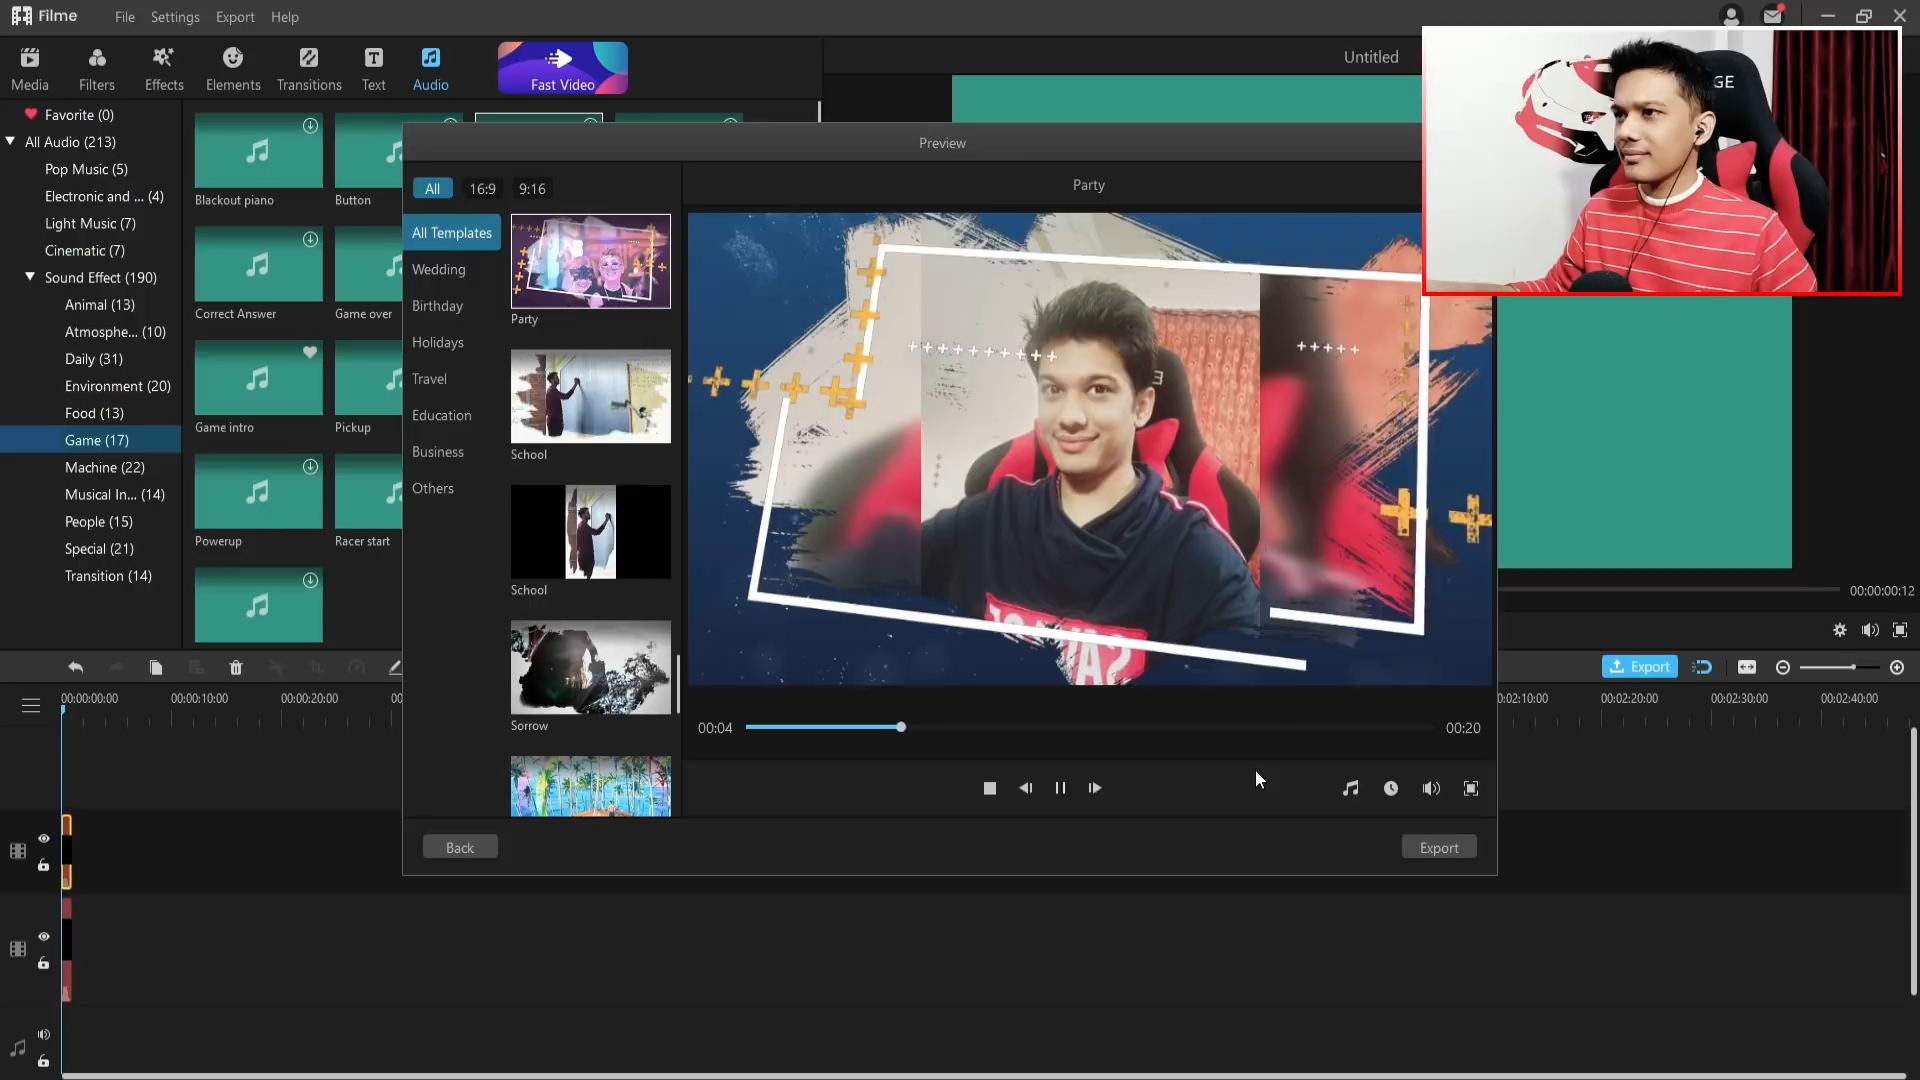 Filme
File Settings Export Help
Media Filters Effects Elements Transitions Text Audio Fast Video
Untitled
Favorite (0)
All Audio (213)
Pop Music (5)
Electronic and ... (4)
Light Music (7)
Cinematic (7)
Sound Effect (190)
Animal (13)
Atmosphe... (10)
Daily (31)
Environment (20)
Food (13)
Game (17)
Machine (22)
Musical In... (14)
People (15)
Special (21)
Transition (14)
Blackout piano
Button
Correct Answer
Game over
Game intro
Pickup
Powerup
Racer start
Preview
All 16:9 9:16
Party
All Templates
Wedding
Birthday
Holidays
Travel
Education
Business
Others
Party
School
School
Sorrow
00:04
00:20
Back
Export
GE
00:00:00:12
Export
00:00:00:00
00:00:10:00
00:00:20:00
00
0:02:10:00
00:02:20:00
00:02:30:00
00:02:40:00